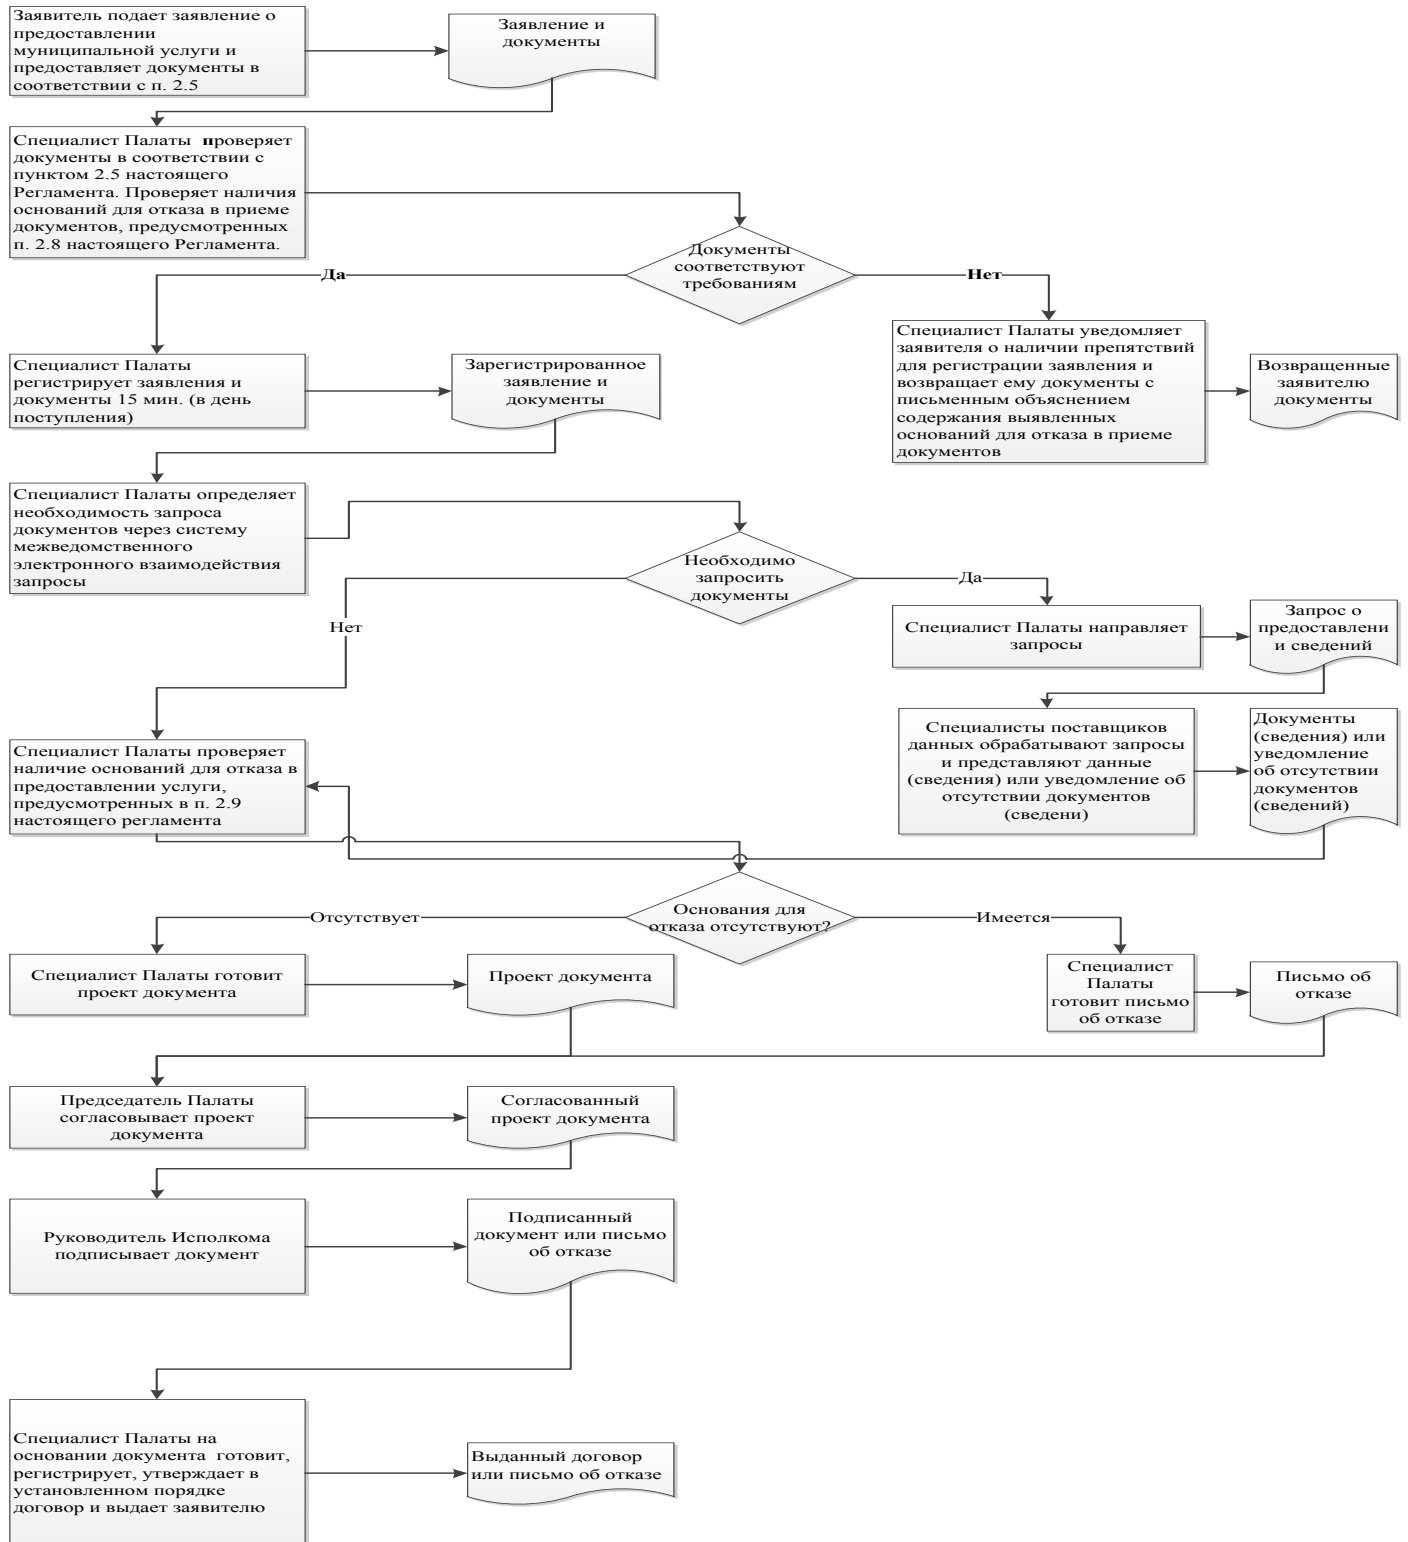 Заявитель подает заявление о
предоставлении
муниципальной услуги и
предоставляет документы в
соответствии с п. 2.5
Заявление и
документы
Специалист Палаты проверяет
документы в соответствии с
пунктом 2.5 настоящего
Регламента. Проверяет наличия
оснований для отказа в приеме
документов, предусмотренных
п. 2.8 настоящего Регламента.
Документы
соответствуют
требованиям
Да
Нет
Специалист Палаты
регистрирует заявления и
документы 15 мин. (в день
поступления)
Зарегистрированное
заявление и
документы
Специалист Палаты уведомляет
заявителя о наличии препятствий
для регистрации заявления и
возвращает ему документы с
письменным объяснением
содержания выявленных
оснований для отказа в приеме
документов
Возвращенные
заявителю
документы
Специалист Палаты определяет
необходимость запроса
документов через систему
межведомственного
электронного взаимодействия
запросы
Необходимо
запросить
документы
Да
Нет
Специалист Палаты направляет
запросы
Запрос о
предоставлени
и сведений
Специалист Палаты проверяет
наличие оснований для отказа в
предоставлении услуги,
предусмотренных в п. 2.9
настоящего регламента
Специалисты поставщиков
данных обрабатывают запросы
и представляют данные
(сведения) или уведомление об
отсутствии документов
(сведени)
Документы
(сведения) или
уведомление
об отсутствии
документов
(сведений)
Основания для
отказа отсутствуют?
Отсутствует
Имеется
Специалист Палаты готовит
проект документа
Проект документа
Специалист
Палаты
готовит письмо
об отказе
Письмо об
отказе
Председатель Палаты
согласовывает проект
документа
Согласованный
проект документа
Руководитель Исполкома
подписывает документ
Подписанный
документ или письмо
об отказе
Специалист Палаты на
основании документа готовит,
регистрирует, утверждает в
установленном порядке
договор и выдает заявителю
Выданный договор
или письмо об отказе